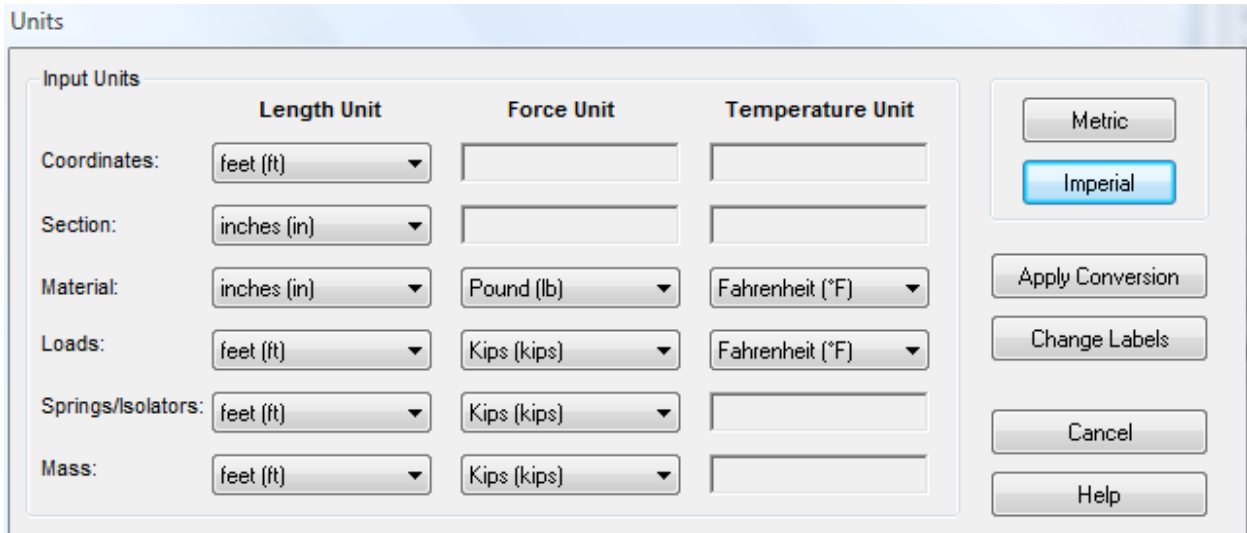 Units
Input Units
Length Unit Force Unit Temperature Unit
Metric
Coordinates: feet (ft)
Imperial
Section: inches (in)
Material: inches (in) Pound (lb) Fahrenheit (°F)
Apply Conversion
Loads: feet (ft) Kips (kips) Fahrenheit (°F)
Change Labels
Springs/Isolators: feet (ft) Kips (kips)
Cancel
Mass: feet (ft) Kips (kips)
Help